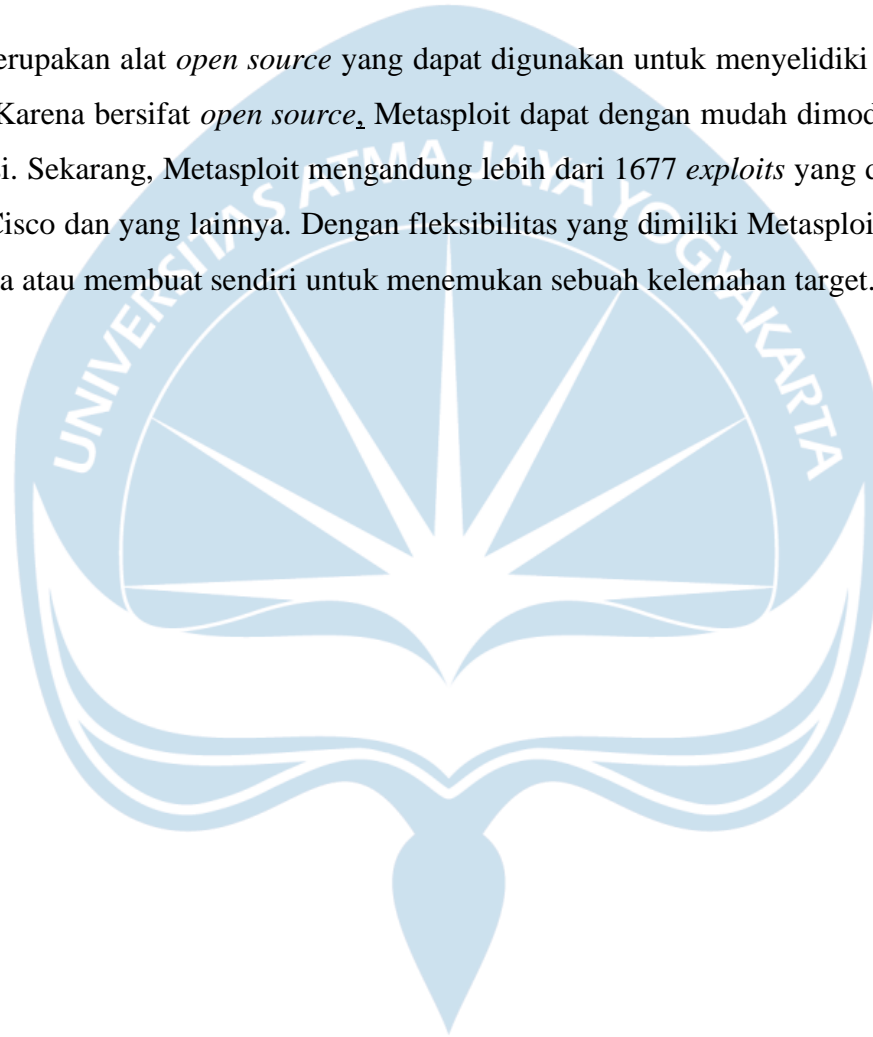 erupakan alat open source yang dapat digunakan untuk menyelidiki
Karena bersifat open source, Metasploit dapat dengan mudah dimod
i. Sekarang, Metasploit mengandung lebih dari 1677 exploits yang d
Cisco dan yang lainnya. Dengan fleksibilitas yang dimiliki Metasploi
a atau membuat sendiri untuk menemukan sebuah kelemahan target.
UNIVERSITAS ATMA JAYA YOGYAKARTA